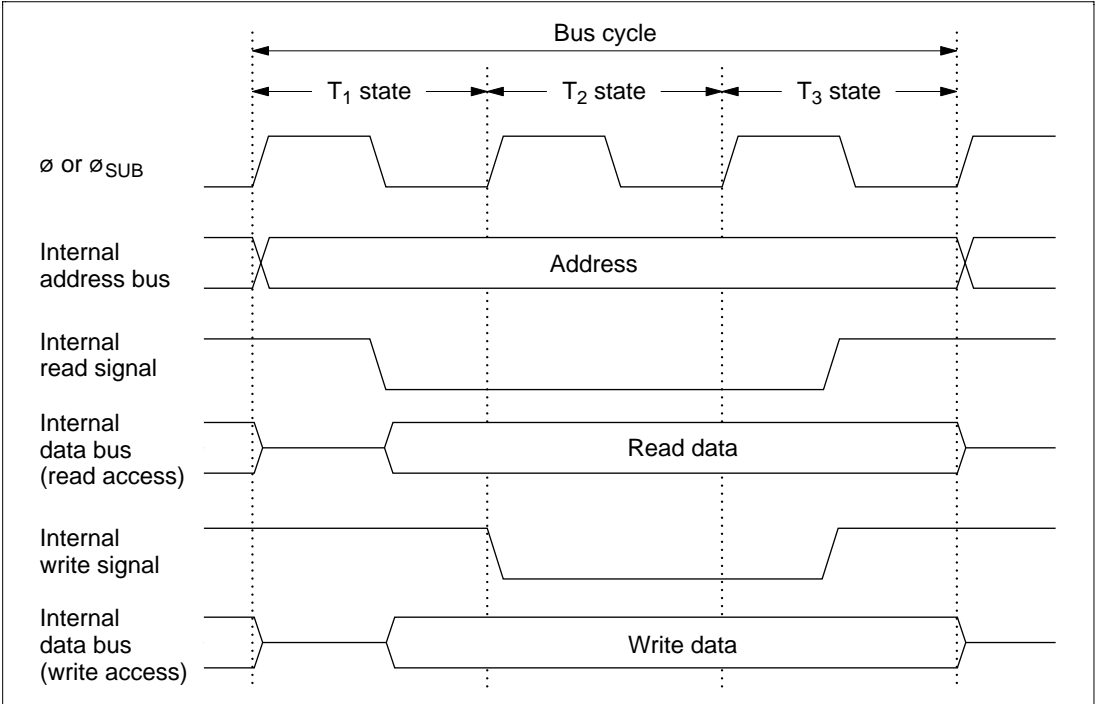 Bus cycle
T1 state
T2 state
T3 state
ø or øSUB
Internal
address bus
Address
Internal
read signal
Internal
data bus
(read access)
Read data
Internal
write signal
Internal
data bus
(write access)
Write data